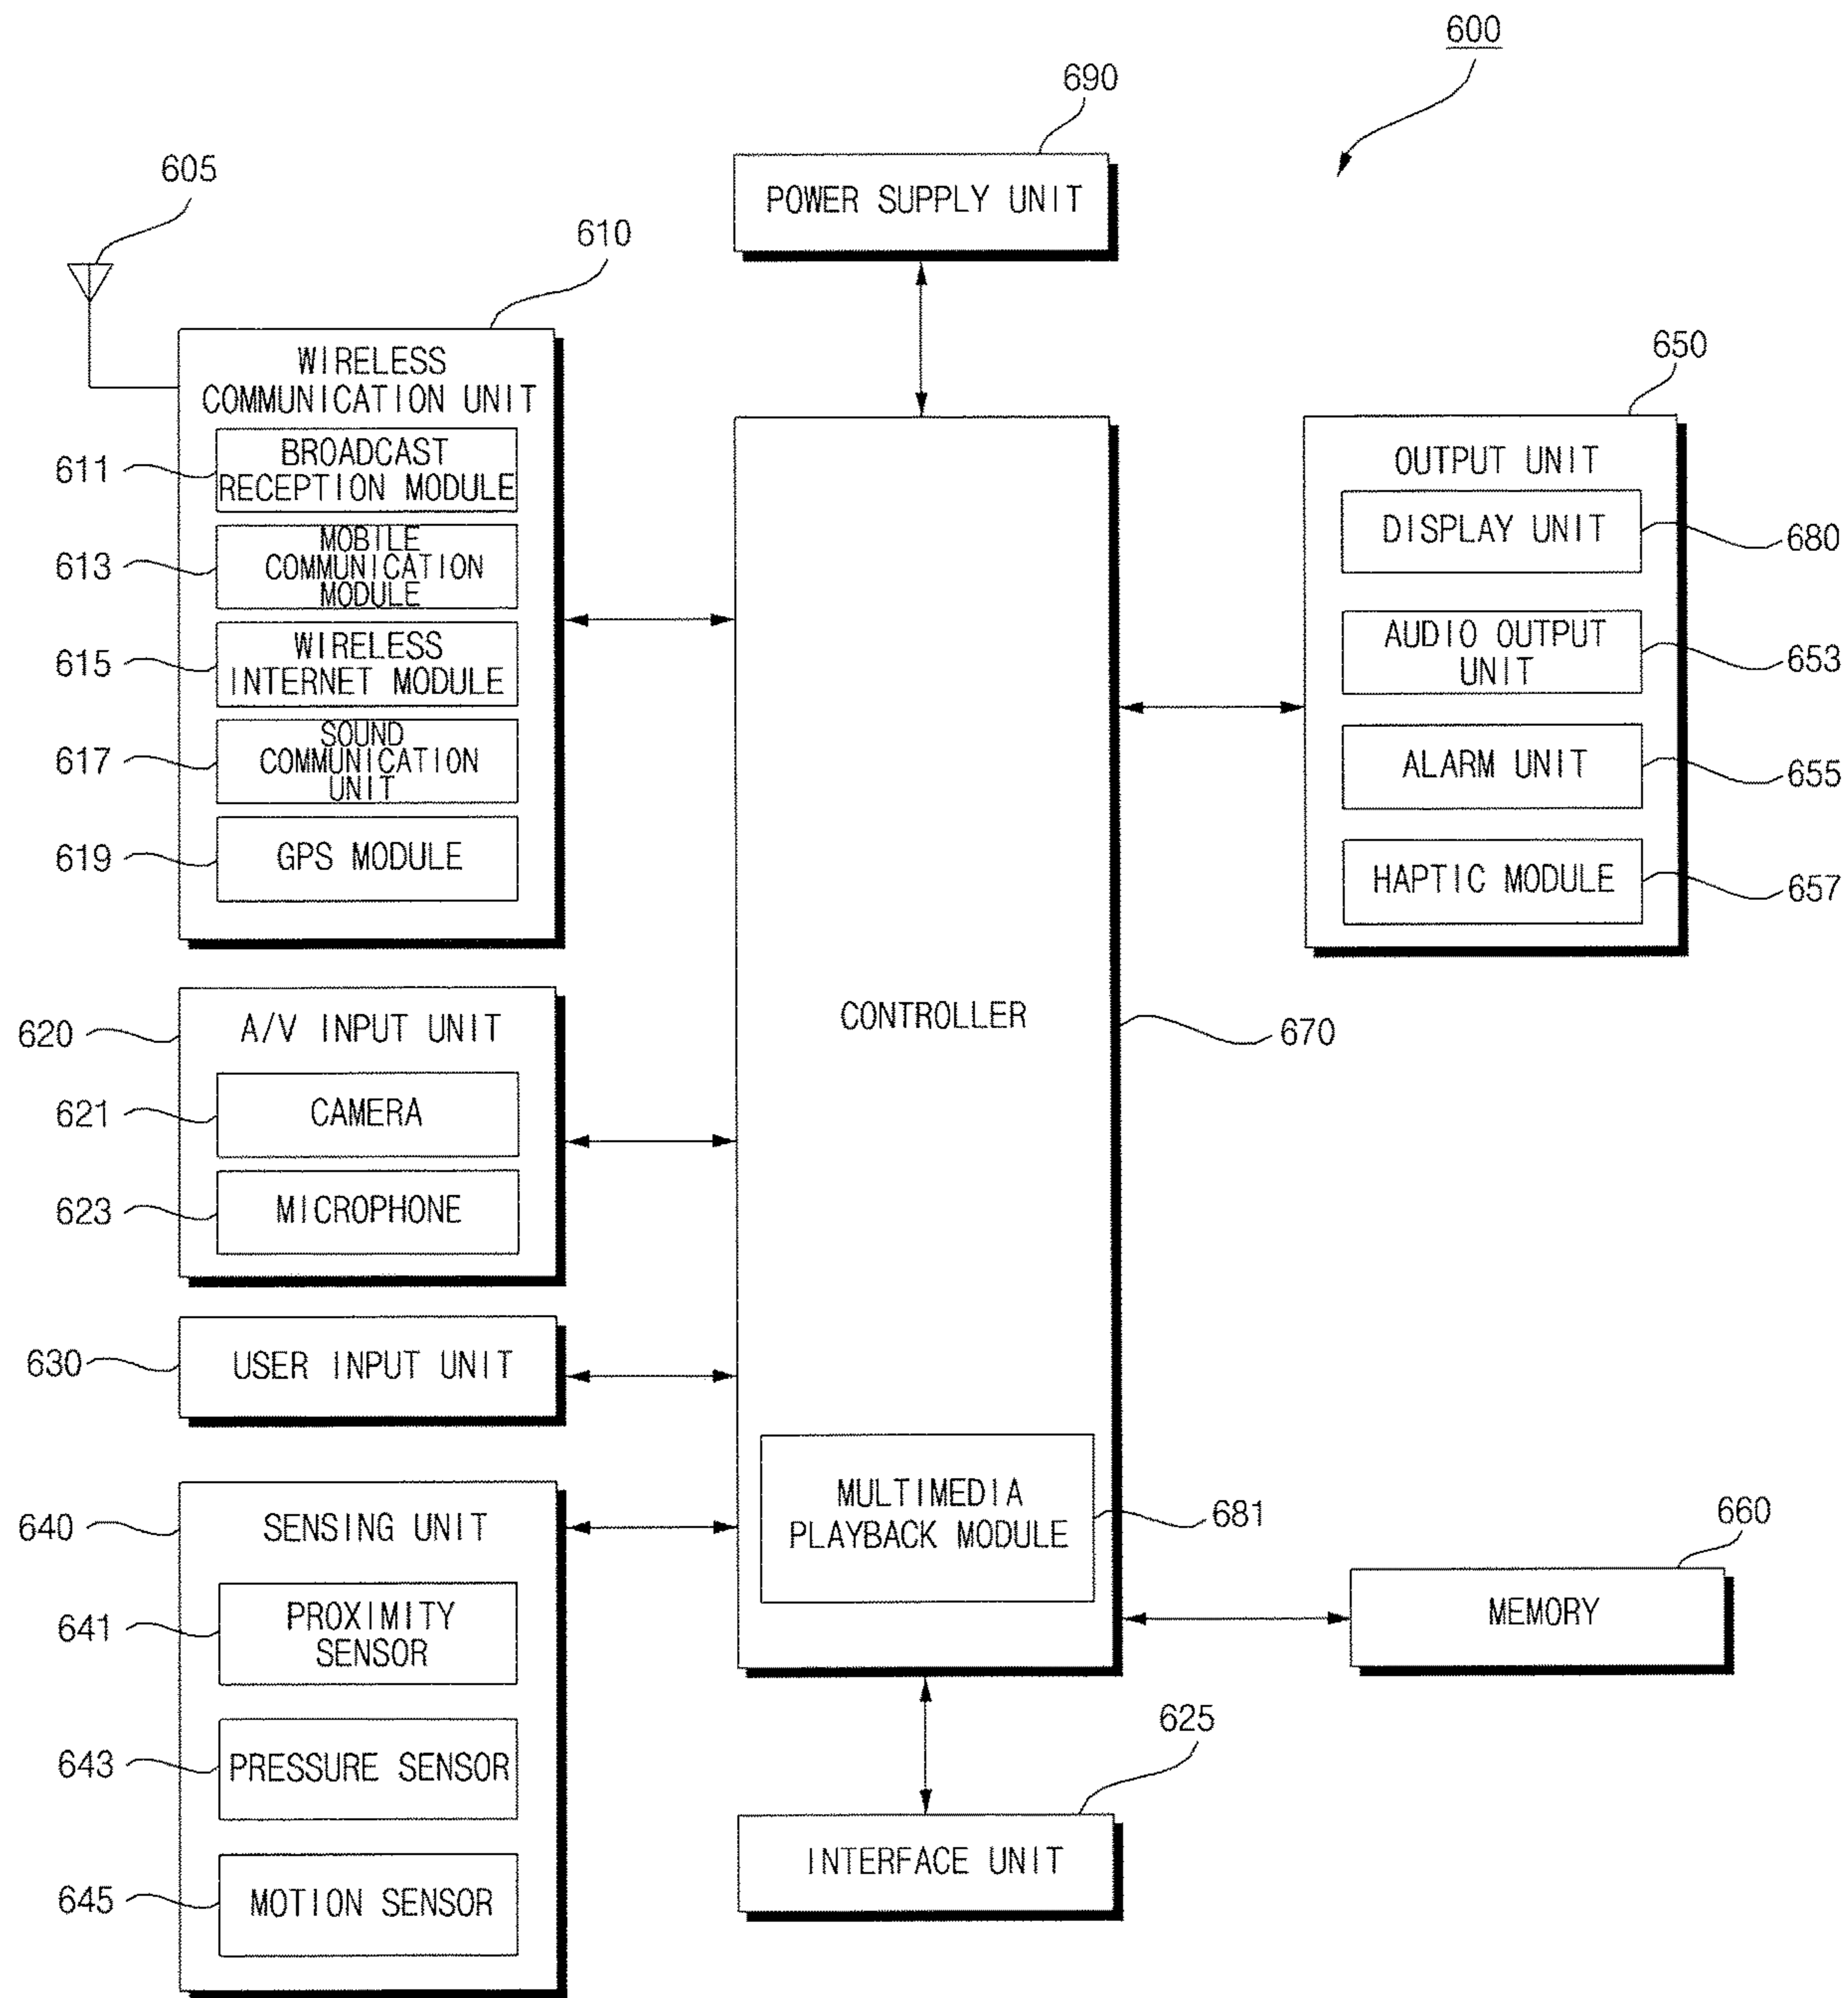 600
690
POWER SUPPLY UNIT
605
610
WIRELESS
COMMUNICATION UNIT
611
BROADCAST
RECEPTION MODULE
613
MOBILE
COMMUNICATION
MODULE
615
WIRELESS
INTERNET MODULE
617
SOUND
COMMUNICATION
UNIT
619
GPS MODULE
620
A/V INPUT UNIT
621
CAMERA
623
MICROPHONE
630
USER INPUT UNIT
640
SENSING UNIT
641
PROXIMITY
SENSOR
643
PRESSURE SENSOR
645
MOTION SENSOR
CONTROLLER
670
MULTIMEDIA
PLAYBACK MODULE
681
650
OUTPUT UNIT
DISPLAY UNIT
680
AUDIO OUTPUT
UNIT
653
ALARM UNIT
655
HAPTIC MODULE
657
660
MEMORY
625
INTERFACE UNIT